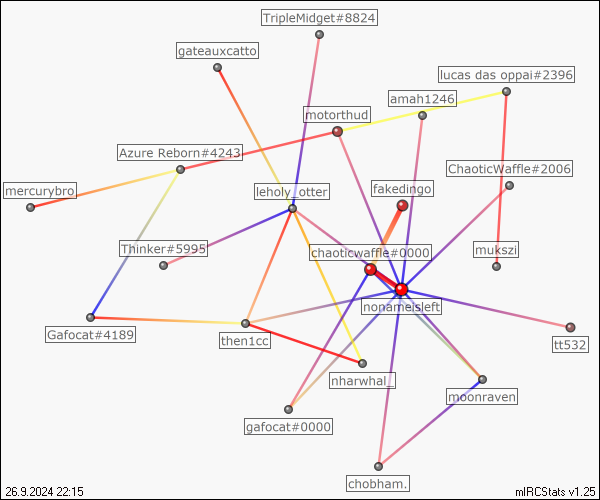 TripleMidget#8824
gateauxcatto
lucas das oppai#2396
amah1246
motorthud
Azure Reborn#4243
ChaoticWaffle#2006
mercurybro
leholy_otter
fakedingo
Thinker#5995
chaoticwaffle#0000
mukszi
nonameisleft
Gafocat#4189
then1cc
tt532
nharwhal_
moonraven
gafocat#0000
chobham.
26.9.2024 22:15
mIRCStats v1.25